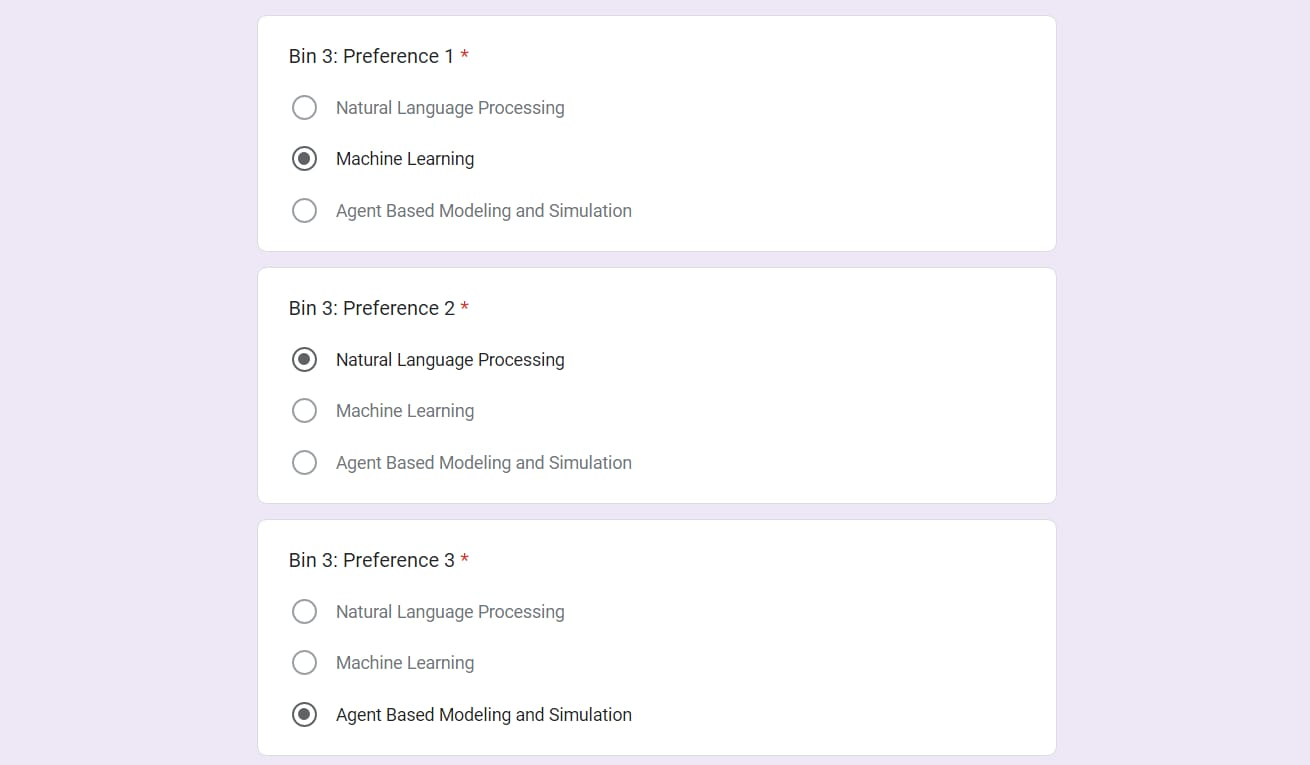 Bin 3: Preference 1 *
Natural Language Processing
Machine Learning
Agent Based Modeling and Simulation
Bin 3: Preference 2 *
Natural Language Processing
Machine Learning
Agent Based Modeling and Simulation
Bin 3: Preference 3 *
Natural Language Processing
Machine Learning
Agent Based Modeling and Simulation